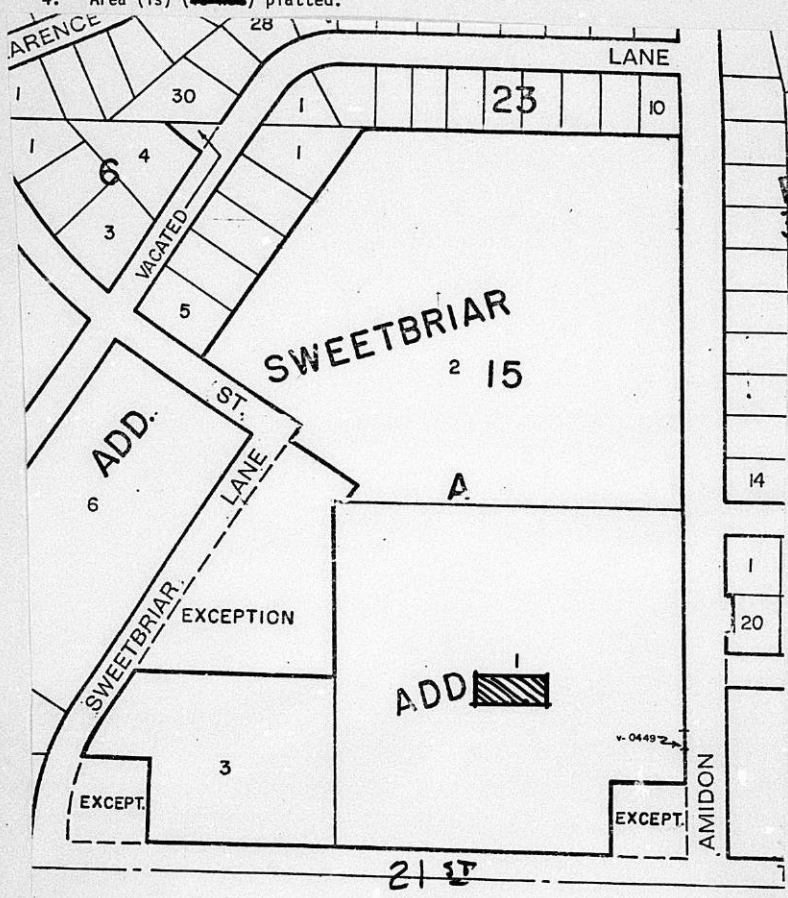 4. Area (is) platted.
28
LANE
30
1
23
10
1
1
1
4
6
3
VACATED
5
SWEETBRIAR
2 15
ST.
ADD.
6
LANE
A
14
1
20
SWEETBRIAR
EXCEPTION
1
ADD
v-0449
3
EXCEPT.
EXCEPT.
AMIDON
21 ST